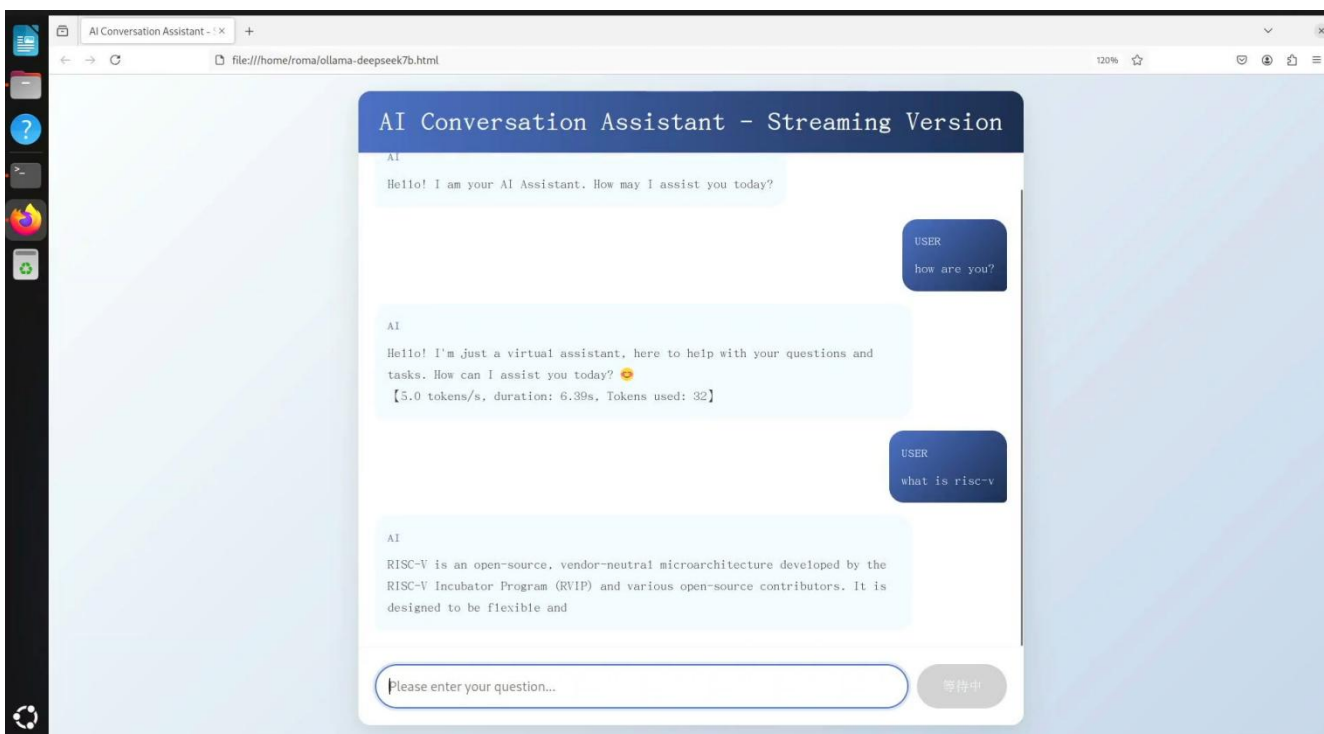 AI Conversation Assistant - S
file:///home/roma/ollama-deepseek7b.html
120%
AI Conversation Assistant - Streaming Version
AI
Hello! I am your AI Assistant. How may I assist you today?
USER
how are you?
AI
Hello! I'm just a virtual assistant, here to help with your questions and
tasks. How can I assist you today? 😊
【5.0 tokens/s, duration: 6.39s, Tokens used: 32】
USER
what is risc-v
AI
RISC-V is an open-source, vendor-neutral microarchitecture developed by the
RISC-V Incubator Program (RVIP) and various open-source contributors. It is
designed to be flexible and
Please enter your question...
等待中